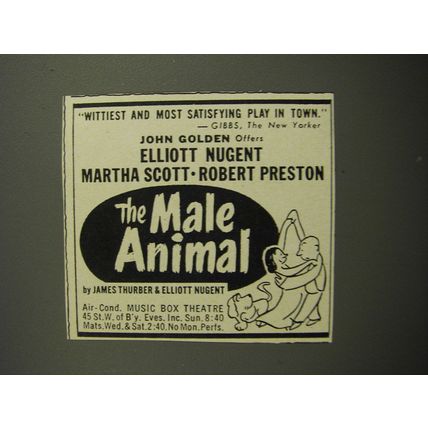 "WITTIEST AND MOST SATISFYING PLAY IN TOWN."
— GIBBS, The New Yorker
JOHN GOLDEN Offers
ELLIOTT NUGENT
MARTHA SCOTT • ROBERT PRESTON
The Male
Animal
by JAMES THURBER & ELLIOTT NUGENT
Air-Cond. MUSIC BOX THEATRE
45 St. W. of B'y. Eves. Inc. Sun. 8:40
Mats. Wed. & Sat. 2:40. No Mon. Perfs.